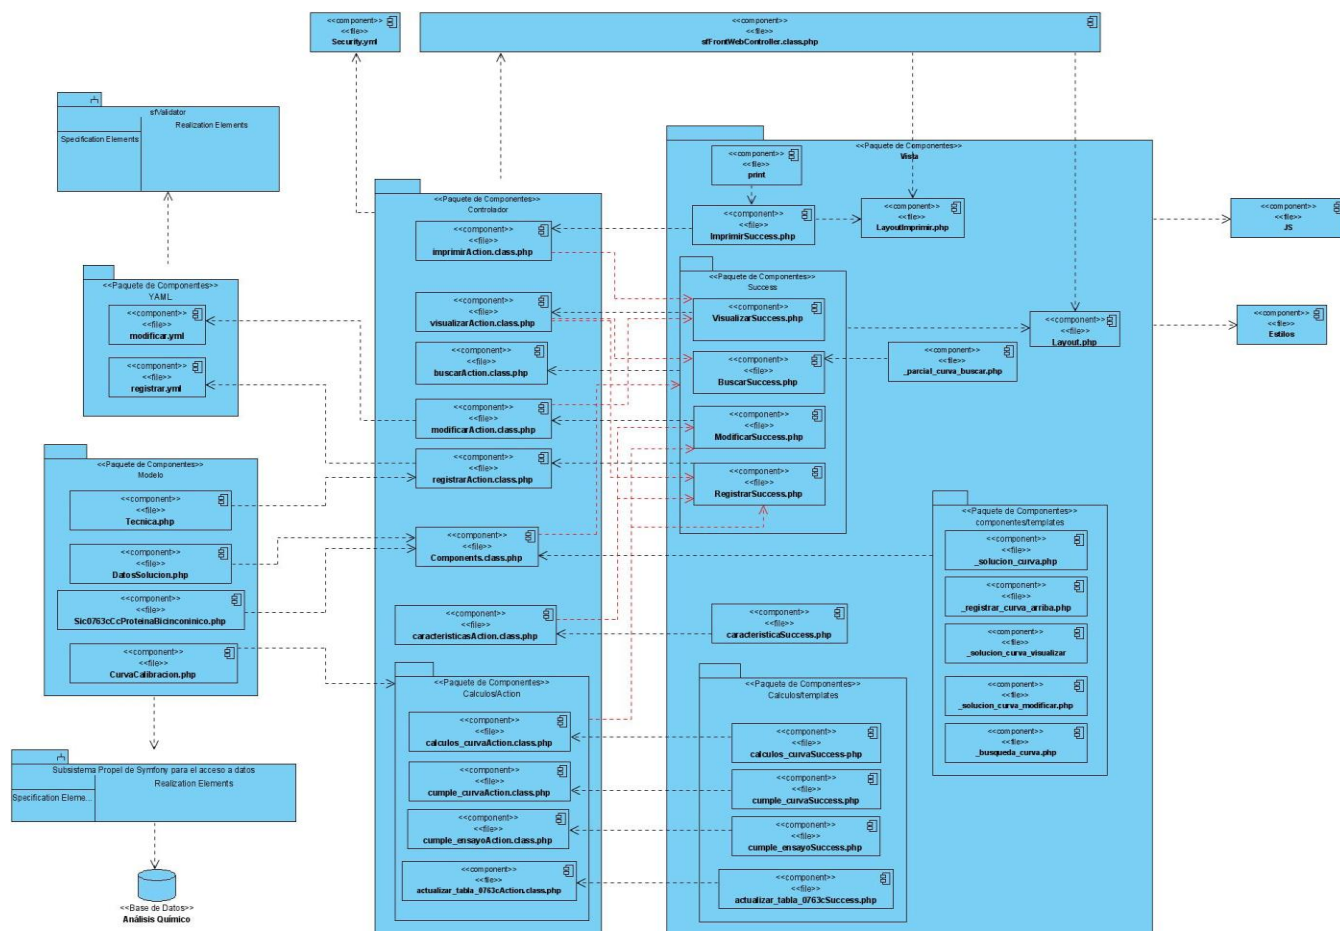 <<component>>
<<file>>
Security.yml
<<component>>
<<file>>
sfFrontWebController.class.php
sfValidator
Specification Elements
Realization Elements
<<Paquete de Componentes>>
YAML
<<component>>
<<file>>
modificar.yml
<<component>>
<<file>>
registrar.yml
<<Paquete de Componentes>>
Modelo
<<component>>
<<file>>
Tecnica.php
<<component>>
<<file>>
DatosSolucion.php
<<component>>
<<file>>
Sic0763cCcProteinaBicinconinico.php
<<component>>
<<file>>
CurvaCalibracion.php
Subsistema Propel de Symfony para el acceso a datos
Specification Eleme...
Realization Elements
<<Base de Datos>>
Análisis Químico
<<Paquete de Componentes>>
Controlador
<<component>>
<<file>>
imprimirAction.class.php
<<component>>
<<file>>
visualizarAction.class.php
<<component>>
<<file>>
buscarAction.class.php
<<component>>
<<file>>
modificarAction.class.php
<<component>>
<<file>>
registrarAction.class.php
<<component>>
<<file>>
Components.class.php
<<component>>
<<file>>
caracteristicasAction.class.php
<<Paquete de Componentes>>
Calculos/Action
<<component>>
<<file>>
calculos_curvaAction.class.php
<<component>>
<<file>>
cumple_curvaAction.class.php
<<component>>
<<file>>
cumple_ensayoAction.class.php
<<component>>
<<file>>
actualizar_tabla_0763cAction.class.php
<<Paquete de Componentes>>
Vista
<<component>>
<<file>>
print
<<component>>
<<file>>
ImprimirSuccess.php
<<component>>
<<file>>
LayoutImprimir.php
<<Paquete de Componentes>>
Success
<<component>>
<<file>>
VisualizarSuccess.php
<<component>>
<<file>>
BuscarSuccess.php
<<component>>
<<file>>
ModificarSuccess.php
<<component>>
<<file>>
RegistrarSuccess.php
<<component>>
<<file>>
Layout.php
<<component>>
<<file>>
_parcial_curva_buscar.php
<<component>>
<<file>>
caracteristicaSuccess.php
<<Paquete de Componentes>>
componentes/templates
<<component>>
<<file>>
_solucion_curva.php
<<component>>
<<file>>
_registrar_curva_arriba.php
<<component>>
<<file>>
_solucion_curva_visualizar
<<component>>
<<file>>
_solucion_curva_modificar.php
<<component>>
<<file>>
_busqueda_curva.php
<<Paquete de Componentes>>
Calculos/templates
<<component>>
<<file>>
calculos_curvaSuccess-php
<<component>>
<<file>>
cumple_curvaSuccess.php
<<component>>
<<file>>
cumple_ensayoSuccess.php
<<component>>
<<file>>
actualizar_tabla_0763cSuccess.php
<<component>>
<<file>>
JS
<<component>>
<<file>>
Estilos